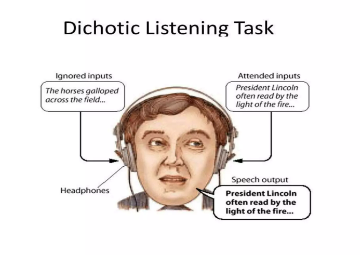 Dichotic Listening Task
Ignored inputs
The horses galloped
across the field...
Attended inputs
President Lincoln
often read by the
light of the fire...
Headphones
Speech output
President Lincoln
often read by the
light of the fire...